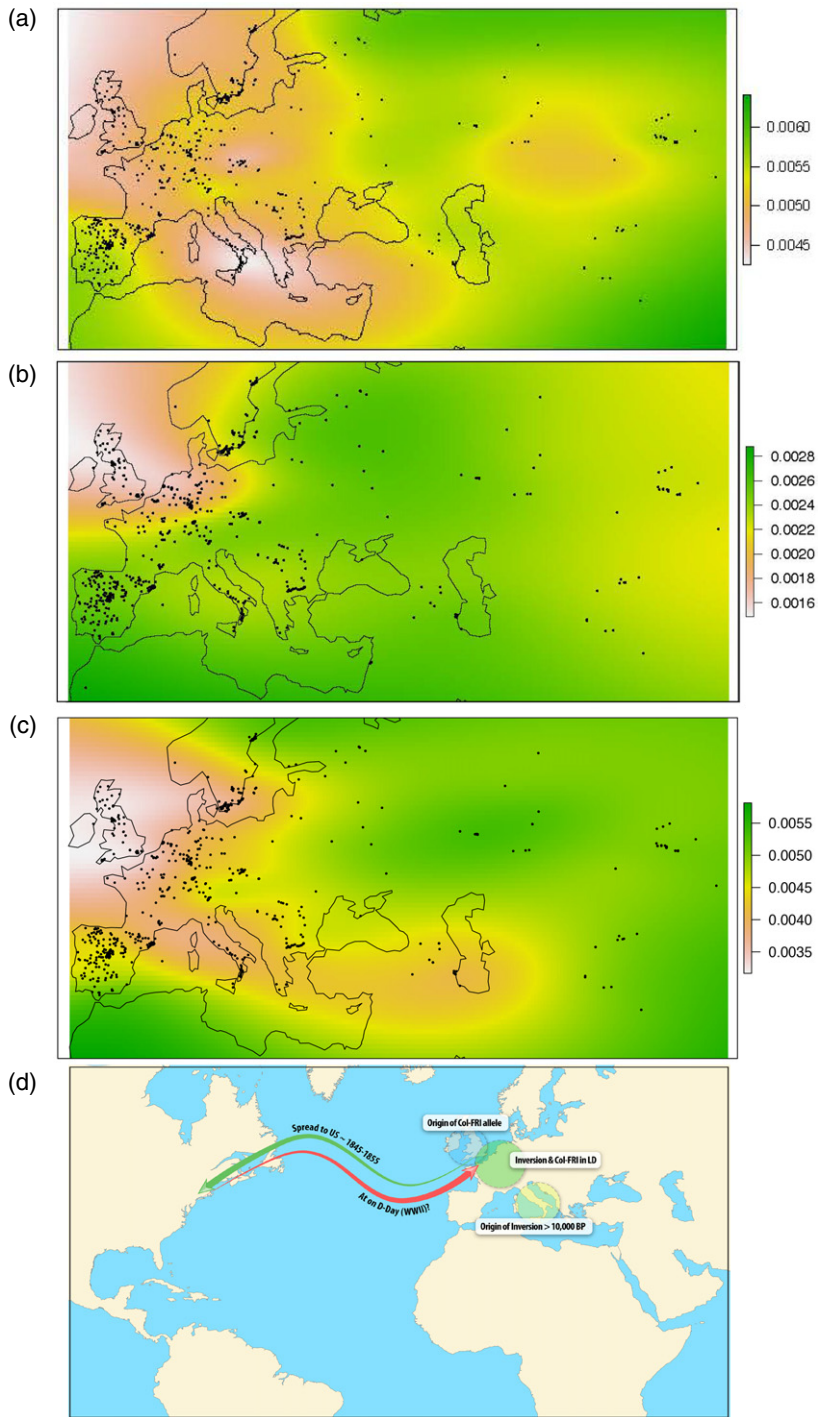 (a)
0.0060
0.0055
0.0050
0.0045
(b)
0.0028
0.0026
0.0024
0.0022
0.0020
0.0018
0.0016
(c)
0.0055
0.0050
0.0045
0.0040
0.0035
(d)
Origin of Col-FRI allele
Spread to US ~ 1845-1855
Inversion & Col-FRI in LD
At on D-Day (WWII)?
Origin of Inversion > 10,000 BP